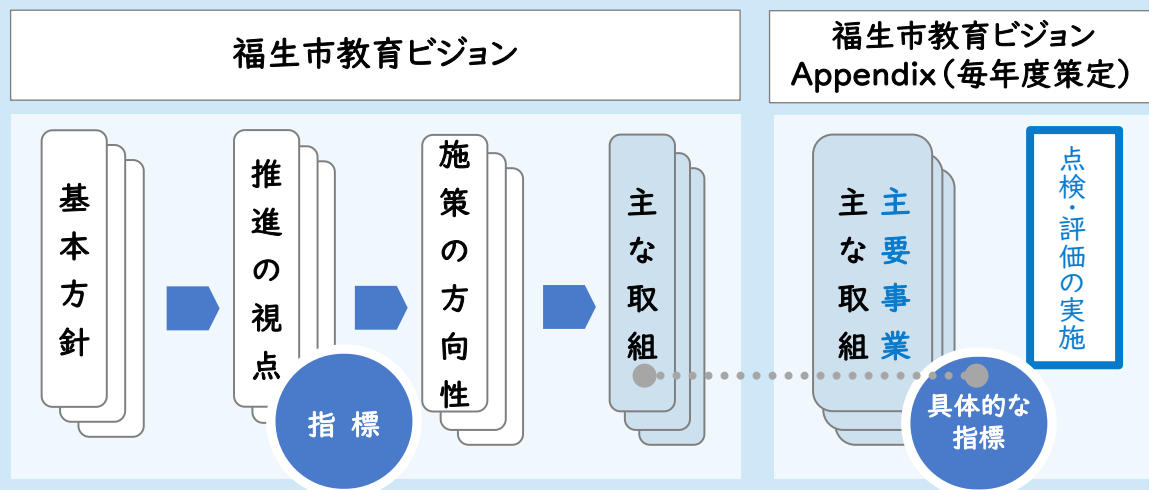 福生市教育ビジョン
基本方針
推進の視点
指標
施策の方向性
主な取組
福生市教育ビジョン
Appendix（毎年度策定）
主要事業
主な取組
具体的な
指標
点検・評価の実施